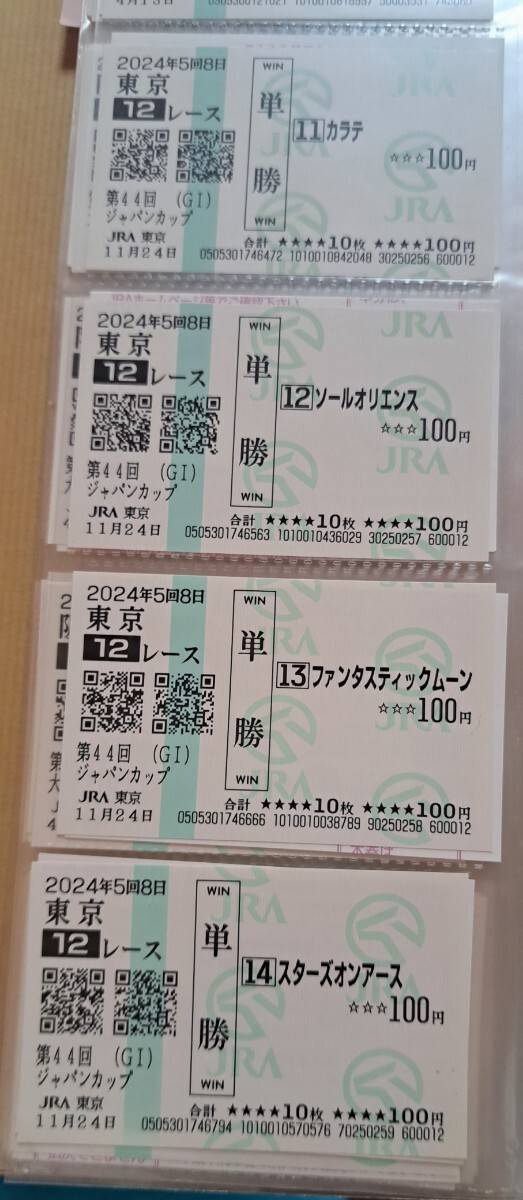 2024年5回8日
東京
12レース
第44回 (GI)
ジャパンカップ
JRA 東京
11月24日
WIN
単勝
WIN
11カラテ
☆☆☆100円
合計 ★★★★10枚 ★★★★100円
0505301746472 1010010842048 30250256 600012
2024年5回8日
東京
12レース
第44回 (GI)
ジャパンカップ
JRA 東京
11月24日
WIN
単勝
WIN
12ソールオリエンス
☆☆☆100円
合計 ★★★★10枚 ★★★★100円
0505301746563 1010010436029 30250257 600012
2024年5回8日
東京
12レース
第44回 (GI)
ジャパンカップ
JRA 東京
11月24日
WIN
単勝
WIN
13ファンタスティックムーン
☆☆☆100円
合計 ★★★★10枚 ★★★★100円
0505301746666 1010010038789 90250258 600012
2024年5回8日
東京
12レース
第44回 (GI)
ジャパンカップ
JRA 東京
11月24日
WIN
単勝
WIN
14スターズオンアース
☆☆☆100円
合計 ★★★★10枚 ★★★★100円
0505301746794 1010010570576 70250259 600012